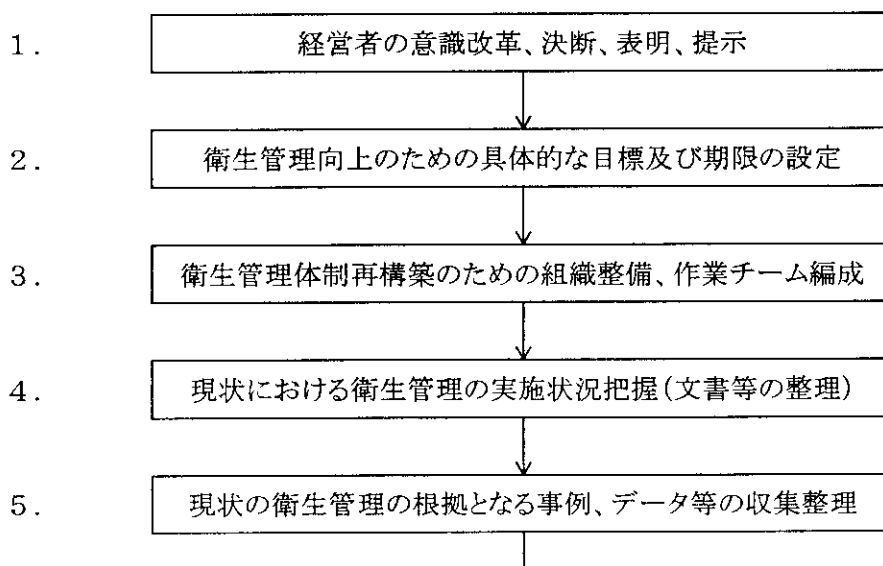 1. 経営者の意識改革、決断、表明、提示
2. 衛生管理向上のための具体的な目標及び期限の設定
3. 衛生管理体制再構築のための組織整備、作業チーム編成
4. 現状における衛生管理の実施状況把握(文書等の整理)
5. 現状の衛生管理の根拠となる事例、データ等の収集整理